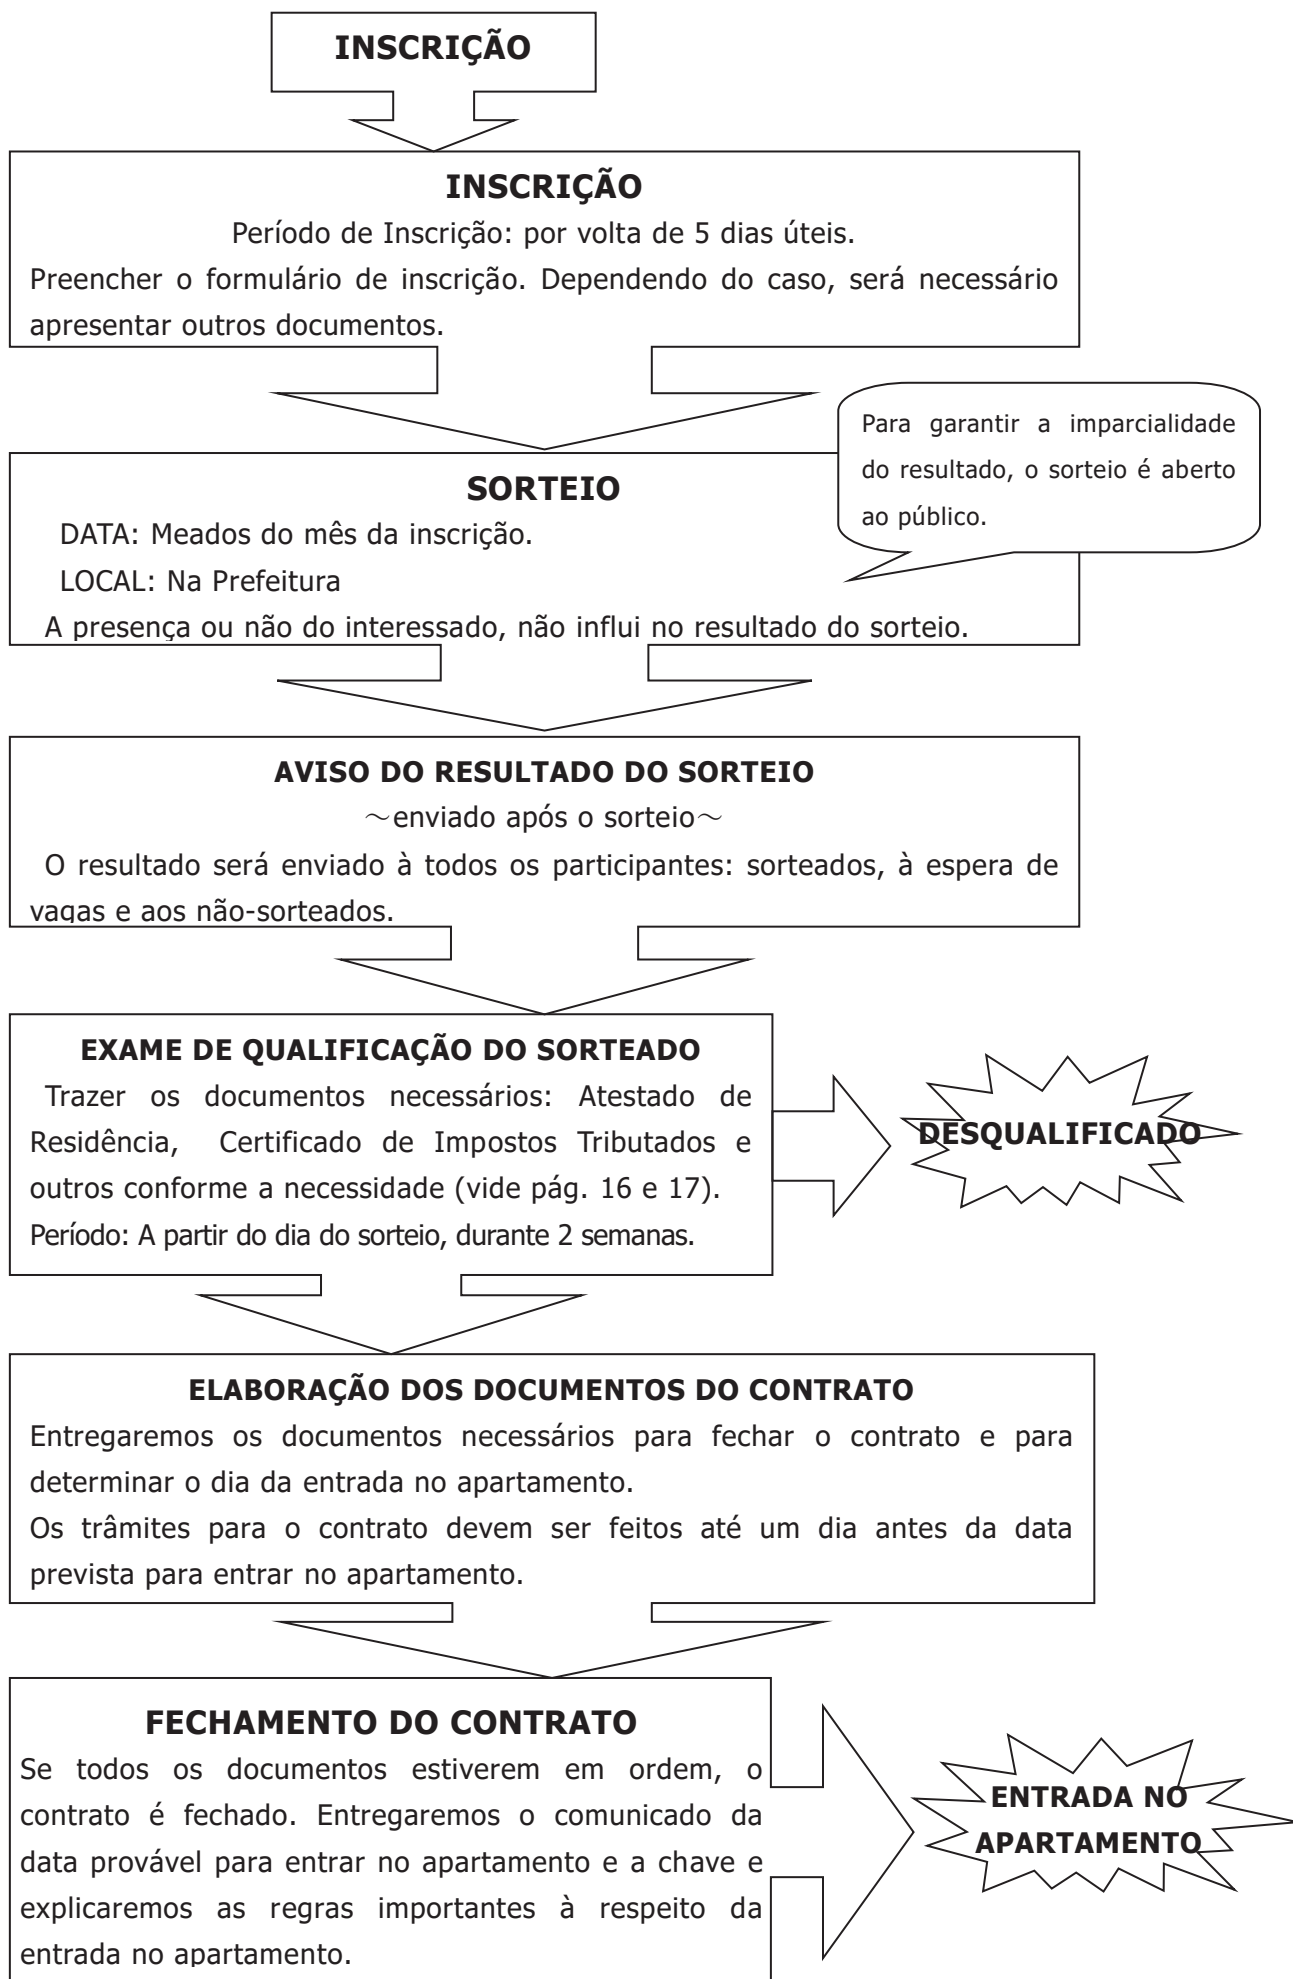 INSCRIÇÃO
INSCRIÇÃO
Período de Inscrição: por volta de 5 dias úteis.
Preencher o formulário de inscrição. Dependendo do caso, será necessário
apresentar outros documentos.
Para garantir a imparcialidade
do resultado, o sorteio é aberto
ao público.
SORTEIO
DATA: Meados do mês da inscrição.
LOCAL: Na Prefeitura
A presença ou não do interessado, não influi no resultado do sorteio.
AVISO DO RESULTADO DO SORTEIO
～enviado após o sorteio～
O resultado será enviado à todos os participantes: sorteados, à espera de
vagas e aos não-sorteados.
EXAME DE QUALIFICAÇÃO DO SORTEADO
Trazer os documentos necessários: Atestado de
Residência, Certificado de Impostos Tributados e
outros conforme a necessidade (vide pág. 16 e 17).
Período: A partir do dia do sorteio, durante 2 semanas.
DESQUALIFICADO
ELABORAÇÃO DOS DOCUMENTOS DO CONTRATO
Entregaremos os documentos necessários para fechar o contrato e para
determinar o dia da entrada no apartamento.
Os trâmites para o contrato devem ser feitos até um dia antes da data
prevista para entrar no apartamento.
FECHAMENTO DO CONTRATO
Se todos os documentos estiverem em ordem, o
contrato é fechado. Entregaremos o comunicado da
data provável para entrar no apartamento e a chave e
explicaremos as regras importantes à respeito da
entrada no apartamento.
ENTRADA NO
APARTAMENTO